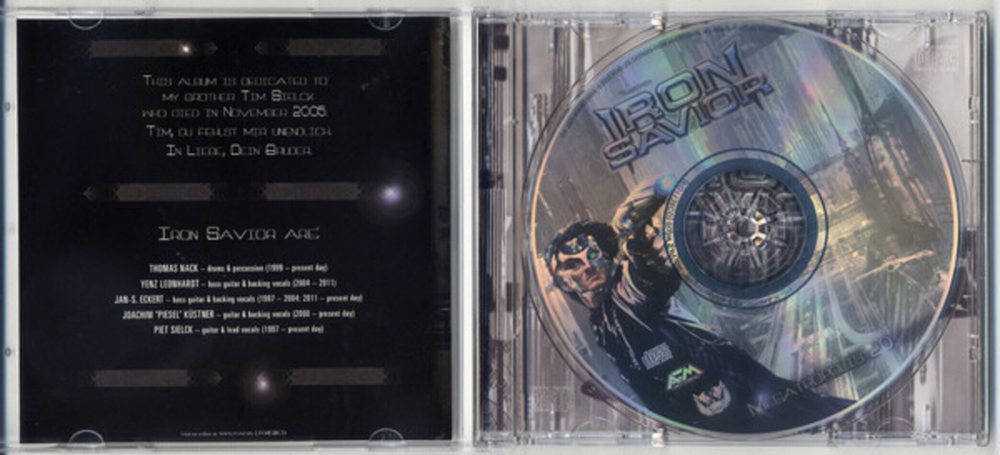 This album is dedicated to
my brother Tim Sielck
who died in November 2005.
Tim, du fehlst mir unendlich.
In Liebe, Dein Bruder.
Iron Savior are:
THOMAS NACK – drums & percussion (1999 – present day)
YENZ LEONHARDT – bass guitar & backing vocals (2004 – 2011)
JAN-S. ECKERT – bass guitar & backing vocals (1997 – 2004; 2011 – present day)
JOACHIM "PIESEL" KÜSTNER – guitar & backing vocals (2000 – present day)
PIET SIELCK – guitar & lead vocals (1997 – present day)
IRON
SAVIOR
AFM